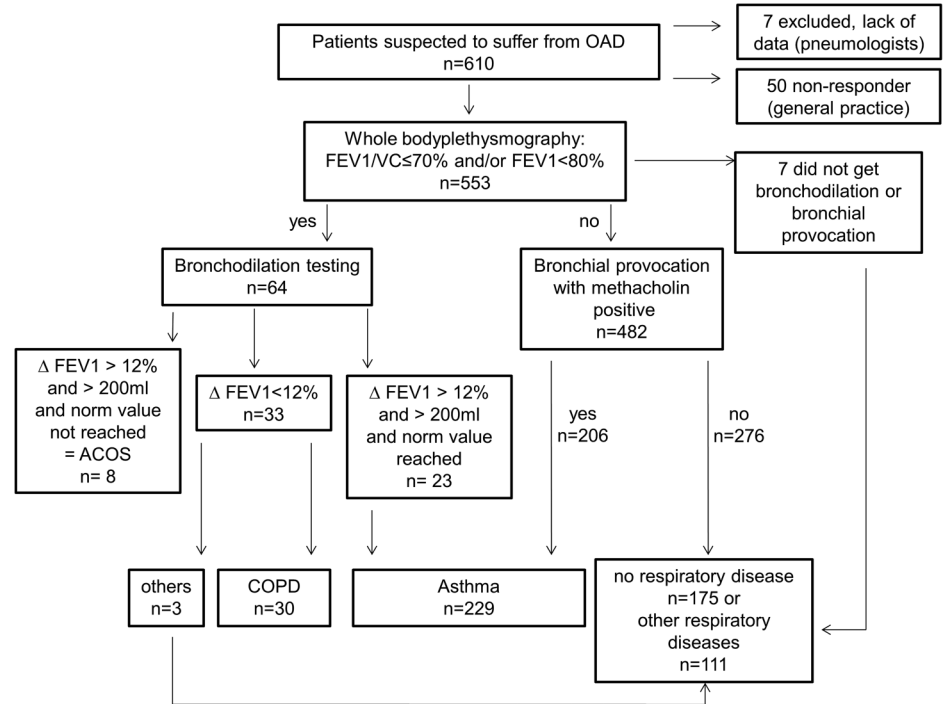 Patients suspected to suffer from OAD
n=610
7 excluded, lack of
data (pneumologists)
50 non-responder
(general practice)
Whole bodyplethysmography:
FEV1/VC≤70% and/or FEV1<80%
n=553
7 did not get
bronchodilation or
bronchial
provocation
yes
no
Bronchodilation testing
n=64
Bronchial provocation
with methacholin
positive
n=482
Δ FEV1 > 12%
and > 200ml
and norm value
not reached
= ACOS
n= 8
Δ FEV1<12%
n=33
Δ FEV1 > 12%
and > 200ml
and norm value
reached
n= 23
yes
n=206
no
n=276
others
n=3
COPD
n=30
Asthma
n=229
no respiratory disease
n=175 or
other respiratory
diseases
n=111